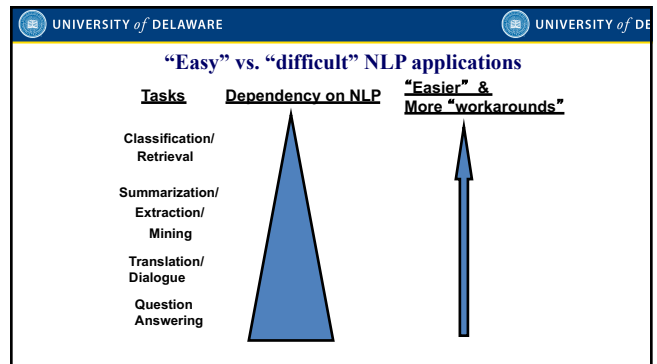 UNIVERSITY of DELAWARE
UNIVERSITY of DE
“Easy” vs. “difficult” NLP applications
Tasks
Dependency on NLP
“Easier” &
More “workarounds”
Classification/
Retrieval
Summarization/
Extraction/
Mining
Translation/
Dialogue
Question
Answering